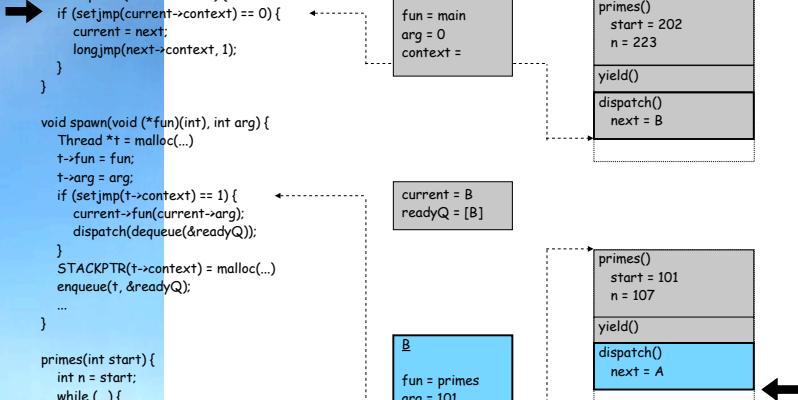 if (setjmp(current->context) == 0) {
current = next;
longjmp(next->context, 1);
}
}
void spawn(void (*fun)(int), int arg) {
Thread *t = malloc(...)
t->fun = fun;
t->arg = arg;
if (setjmp(t->context) == 1) {
current->fun(current->arg);
dispatch(dequeue(&readyQ));
}
STACKPTR(t->context) = malloc(...)
enqueue(t, &readyQ);
...
}
primes(int start) {
int n = start;
while (...) {
fun = main
arg = 0
context =
current = B
readyQ = [B]
B
fun = primes
arg = 101
primes()
start = 202
n = 223
yield()
dispatch()
next = B
primes()
start = 101
n = 107
yield()
dispatch()
next = A